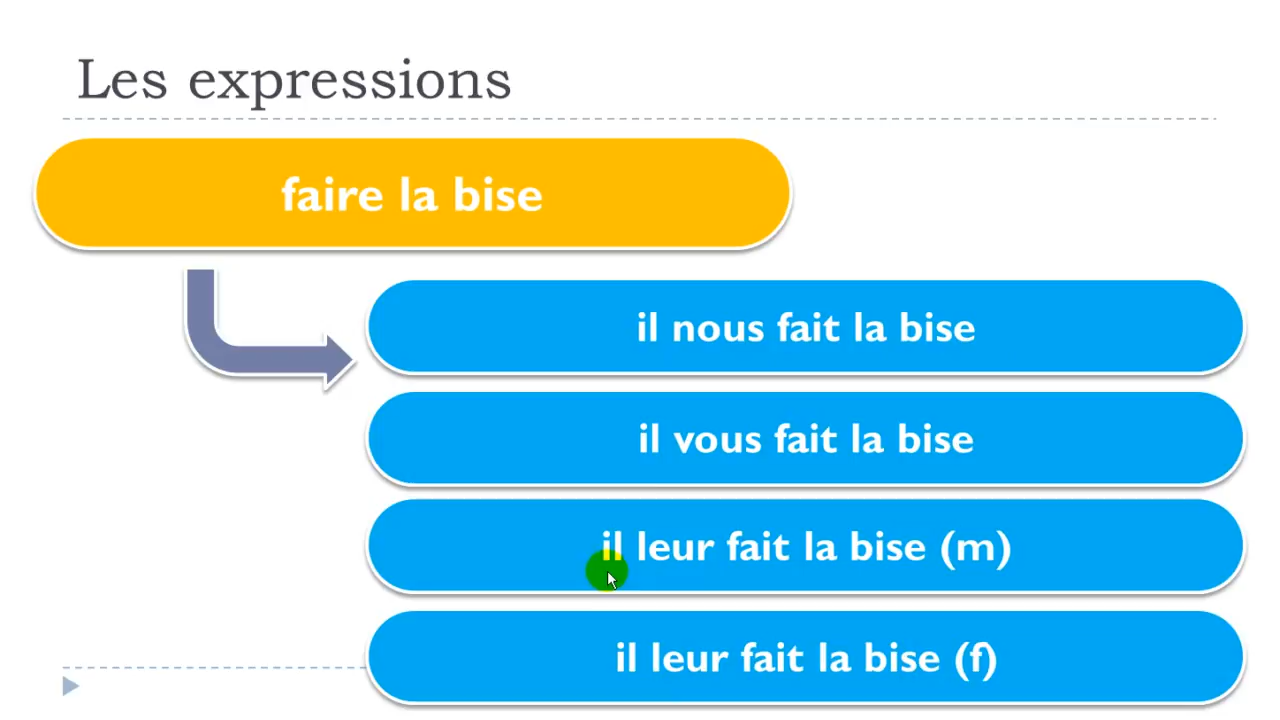 Les expressions
faire la bise
il nous fait la bise
il vous fait la bise
il leur fait la bise (m)
il leur fait la bise (f)